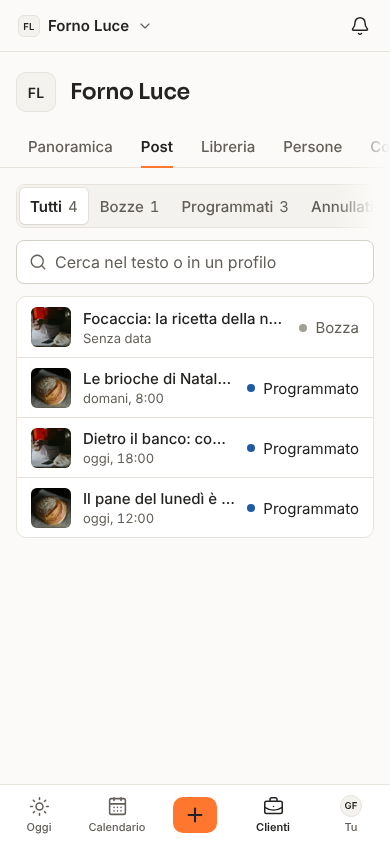 FL Forno Luce
FL Forno Luce
Panoramica Post Libreria Persone Co
Tutti 4 Bozze 1 Programmati 3 Annullat
Cerca nel testo o in un profilo
Focaccia: la ricetta della n...
Senza data
Bozza
Le brioche di Natal...
domani, 8:00
Programmato
Dietro il banco: co...
oggi, 18:00
Programmato
Il pane del lunedì è ...
oggi, 12:00
Programmato
GF
Oggi Calendario Clienti Tu